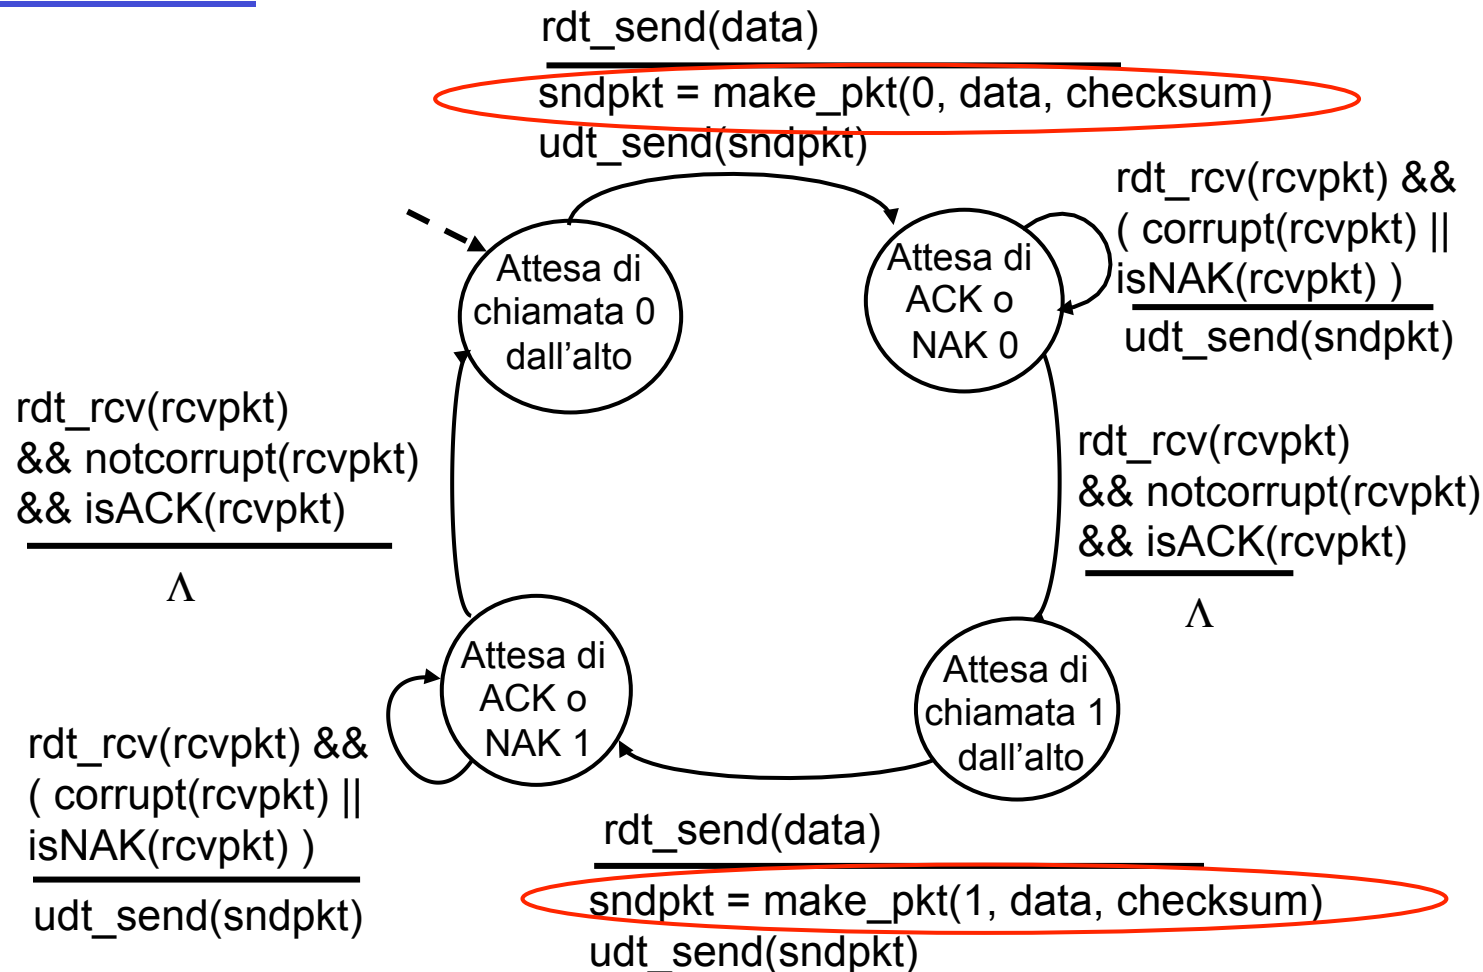 rdt_send(data)
sndpkt = make_pkt(0, data, checksum)
udt_send(sndpkt)
Attesa di
chiamata 0
dall’alto
Attesa di
ACK o
NAK 0
rdt_rcv(rcvpkt) &&
( corrupt(rcvpkt) ||
isNAK(rcvpkt) )
udt_send(sndpkt)
rdt_rcv(rcvpkt)
&& notcorrupt(rcvpkt)
&& isACK(rcvpkt)
Λ
rdt_rcv(rcvpkt)
&& notcorrupt(rcvpkt)
&& isACK(rcvpkt)
Λ
Attesa di
ACK o
NAK 1
Attesa di
chiamata 1
dall’alto
rdt_rcv(rcvpkt) &&
( corrupt(rcvpkt) ||
isNAK(rcvpkt) )
udt_send(sndpkt)
rdt_send(data)
sndpkt = make_pkt(1, data, checksum)
udt_send(sndpkt)